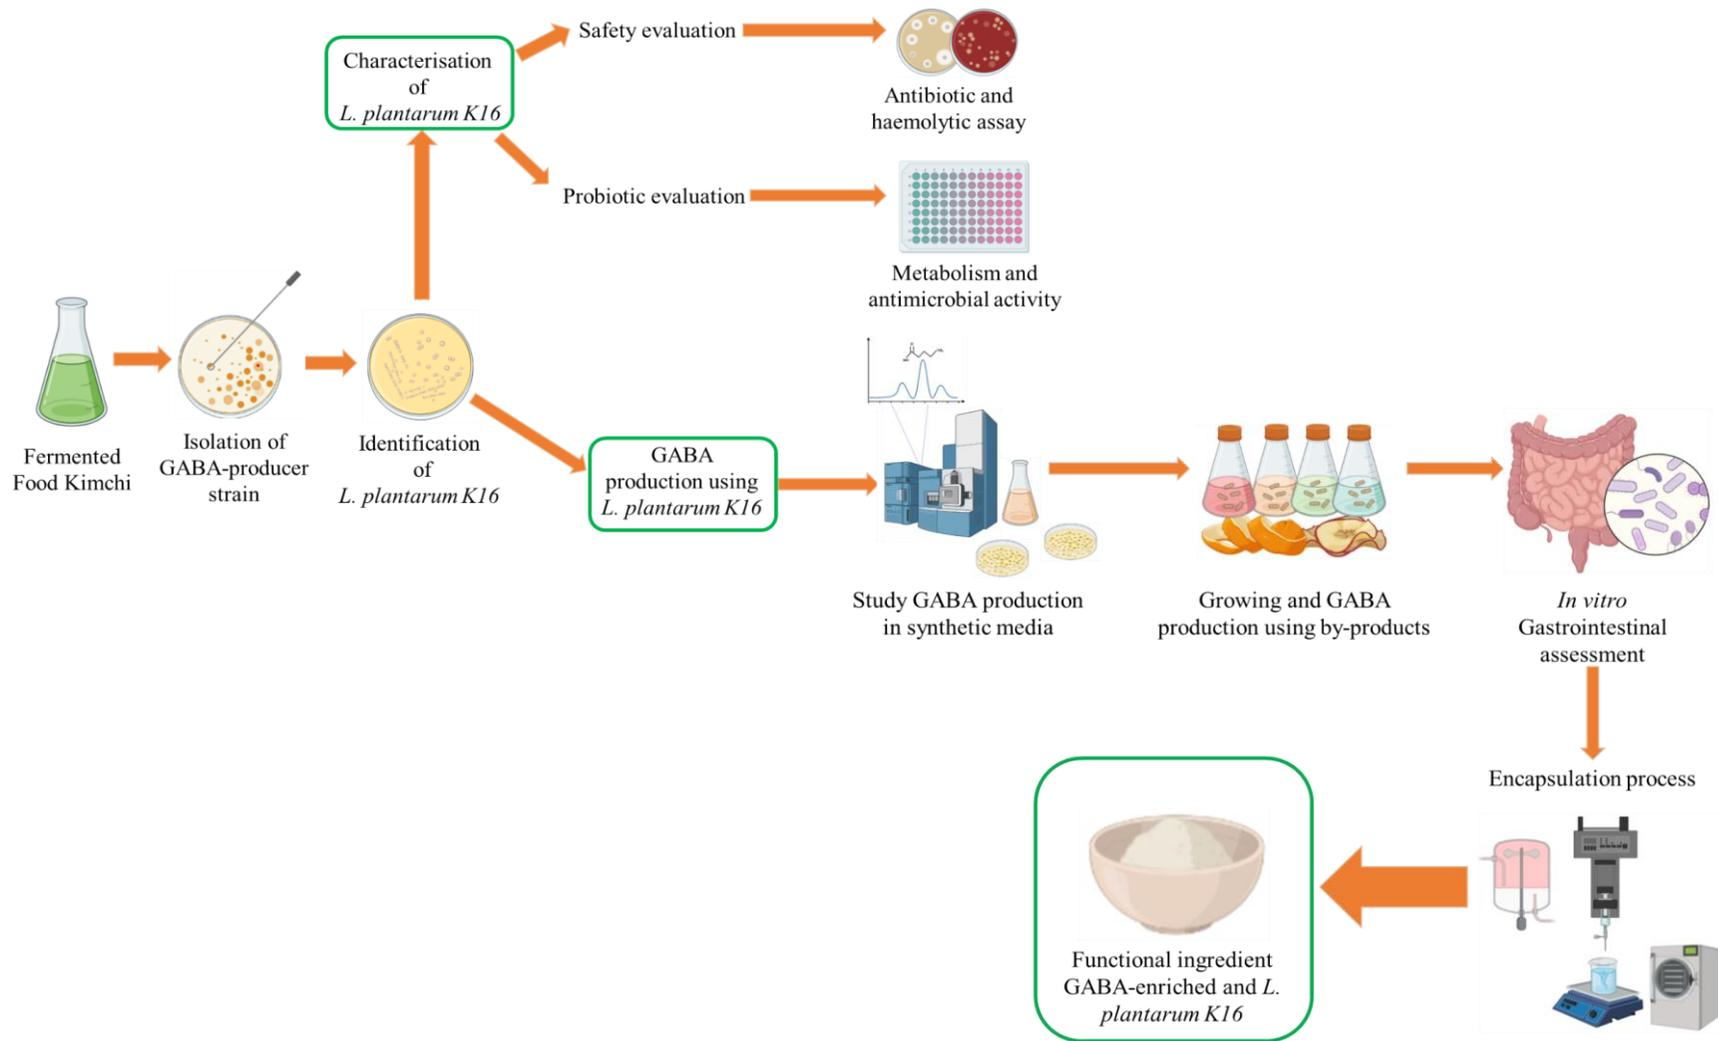 Safety evaluation
Characterisation
of
L. plantarum K16
Antibiotic and
haemolytic assay
Probiotic evaluation
Metabolism and
antimicrobial activity
Fermented
Food Kimchi
Isolation of
GABA-producer
strain
Identification
of
L. plantarum K16
GABA
production using
L. plantarum K16
Study GABA production
in synthetic media
Growing and GABA
production using by-products
In vitro
Gastrointestinal
assessment
Encapsulation process
Functional ingredient
GABA-enriched and L.
plantarum K16